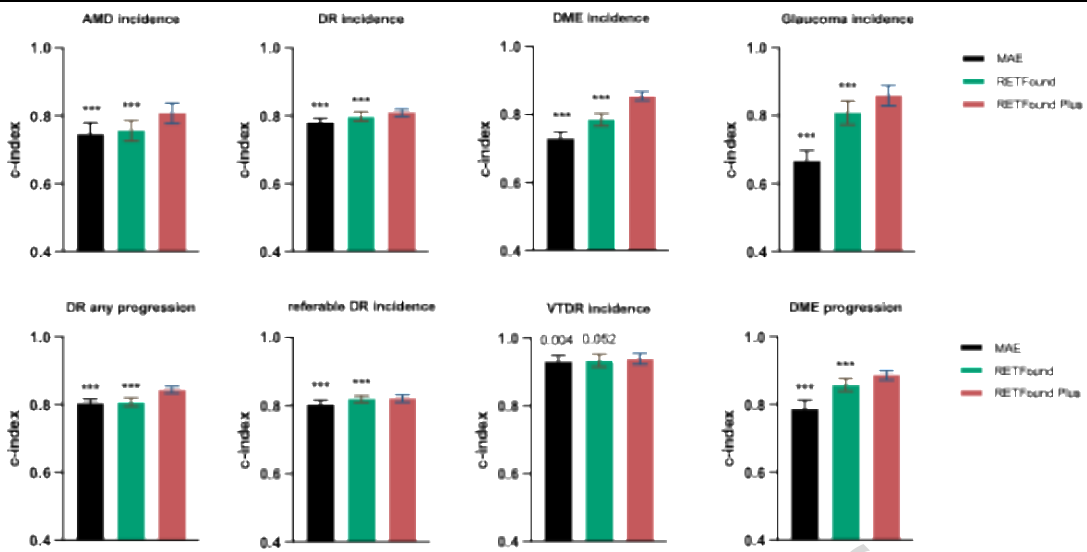 AMD incidence
DR incidence
DME incidence
Glaucoma incidence
1.0
0.8
0.6
0.4
c-index
*** ***
1.0
0.8
0.6
0.4
c-index
*** ***
1.0
0.8
0.6
0.4
c-index
*** ***
1.0
0.8
0.6
0.4
c-index
*** ***
MAE
RETFound
RETFound Plus
DR any progression
referable DR incidence
VTDR incidence
DME progression
1.0
0.8
0.6
0.4
c-index
*** ***
1.0
0.8
0.6
0.4
c-index
*** ***
1.0
0.8
0.6
0.4
c-index
0.004 0.052
1.0
0.8
0.6
0.4
c-index
*** ***
MAE
RETFound
RETFound Plus